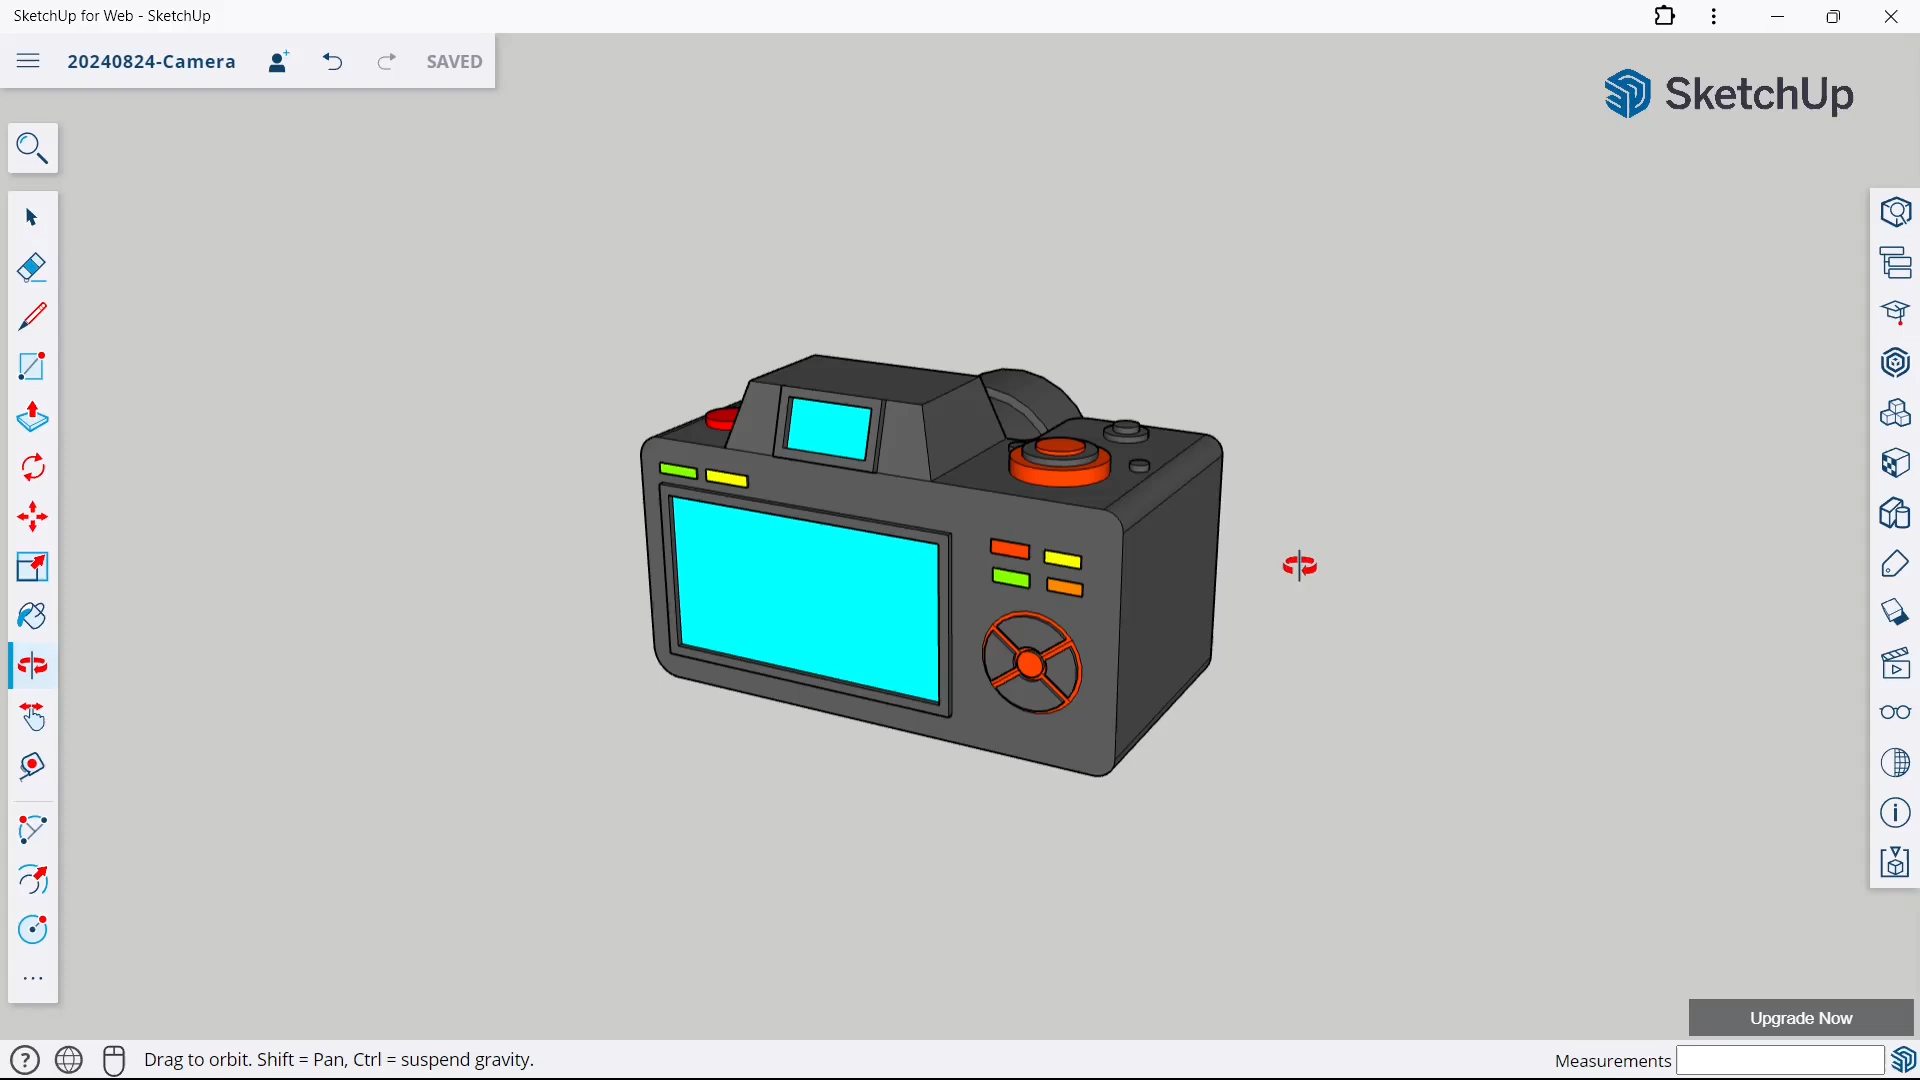 SketchUp for Web - SketchUp
20240824-Camera
SAVED
SketchUp
Upgrade Now
Drag to orbit. Shift = Pan, Ctrl = suspend gravity.
Measurements